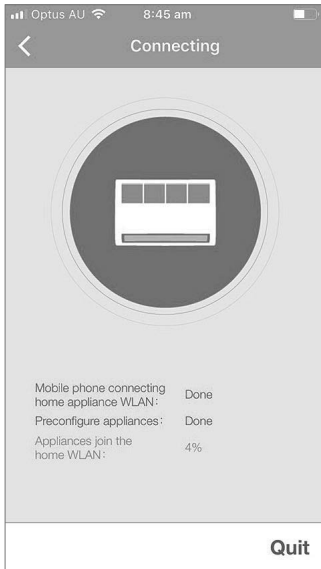 Optus AU 8:45 am
Connecting
Mobile phone connecting
home appliance WLAN: Done
Preconfigure appliances: Done
Appliances join the
home WLAN: 4%
Quit